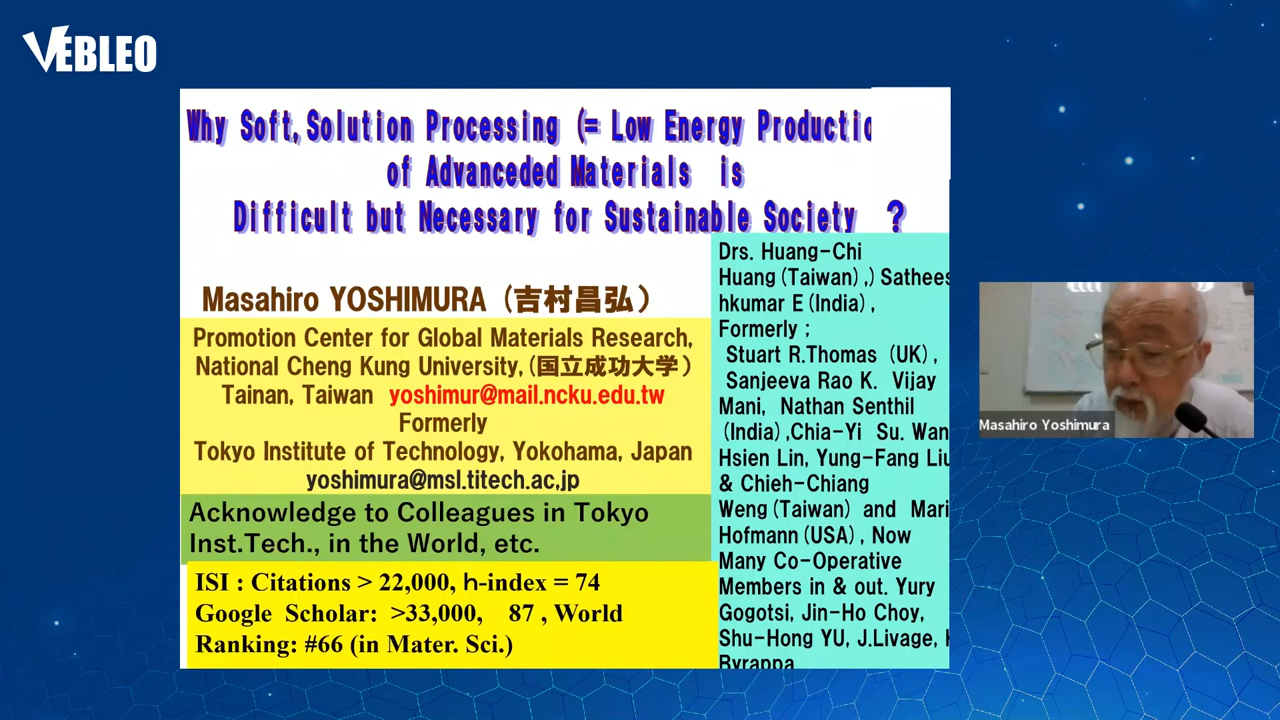 VEBLEO
Why Soft,Solution Processing (= Low Energy Productio
of Advanceded Materials is
Difficult but Necessary for Sustainable Society ?
Masahiro YOSHIMURA (吉村昌弘)
Promotion Center for Global Materials Research,
National Cheng Kung University,(国立成功大学)
Tainan, Taiwan yoshimur@mail.ncku.edu.tw
Formerly
Tokyo Institute of Technology, Yokohama, Japan
yoshimura@msl.titech.ac,jp
Acknowledge to Colleagues in Tokyo
Inst.Tech., in the World, etc.
ISI : Citations > 22,000, h-index = 74
Google Scholar: >33,000, 87 , World
Ranking: #66 (in Mater. Sci.)
Drs. Huang-Chi
Huang(Taiwan),) Sathees
hkumar E(India),
Formerly ;
Stuart R.Thomas (UK),
Sanjeeva Rao K. Vijay
Mani, Nathan Senthil
(India),Chia-Yi Su. Wan
Hsien Lin, Yung-Fang Liu
& Chieh-Chiang
Weng(Taiwan) and Mari
Hofmann(USA), Now
Many Co-Operative
Members in & out. Yury
Gogotsi, Jin-Ho Choy,
Shu-Hong YU, J.Livage,
Byrappa
Masahiro Yoshimura